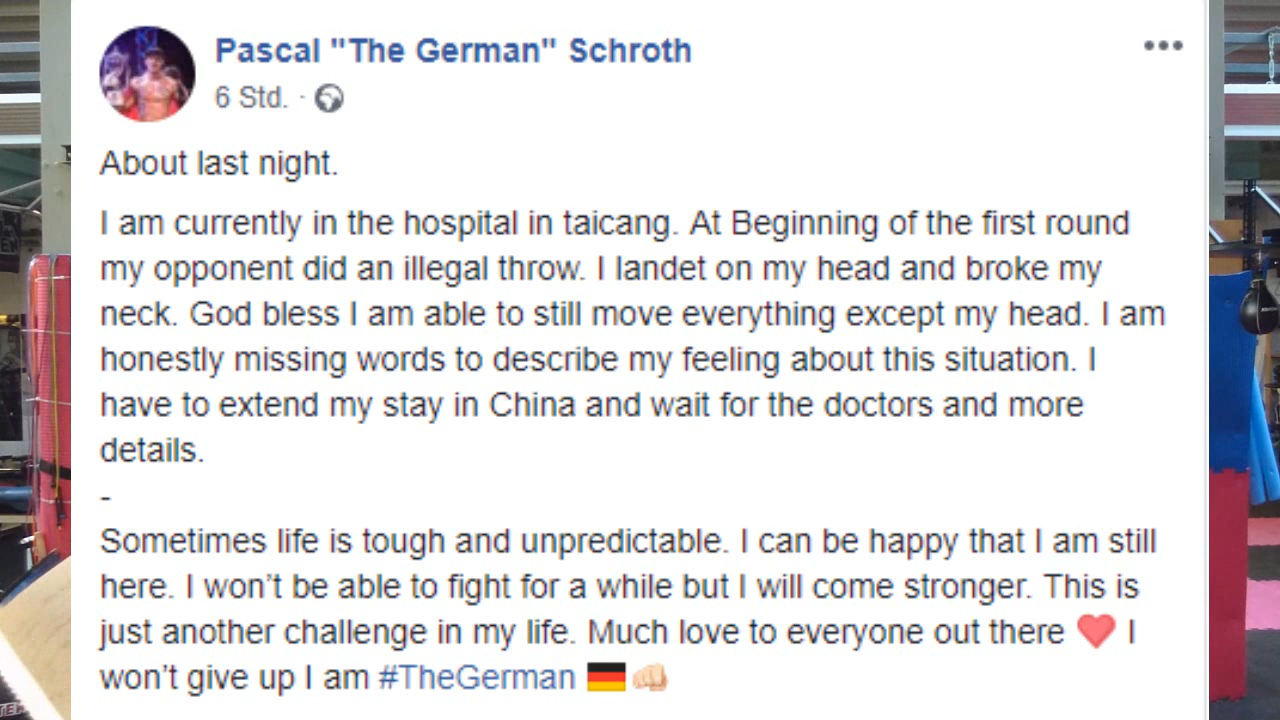 Pascal "The German" Schroth
6 Std. ·
About last night.
I am currently in the hospital in taicang. At Beginning of the first round
my opponent did an illegal throw. I landet on my head and broke my
neck. God bless I am able to still move everything except my head. I am
honestly missing words to describe my feeling about this situation. I
have to extend my stay in China and wait for the doctors and more
details.
-
Sometimes life is tough and unpredictable. I can be happy that I am still
here. I won’t be able to fight for a while but I will come stronger. This is
just another challenge in my life. Much love to everyone out there ❤️ I
won’t give up I am #TheGerman 🇩🇪👊🏻